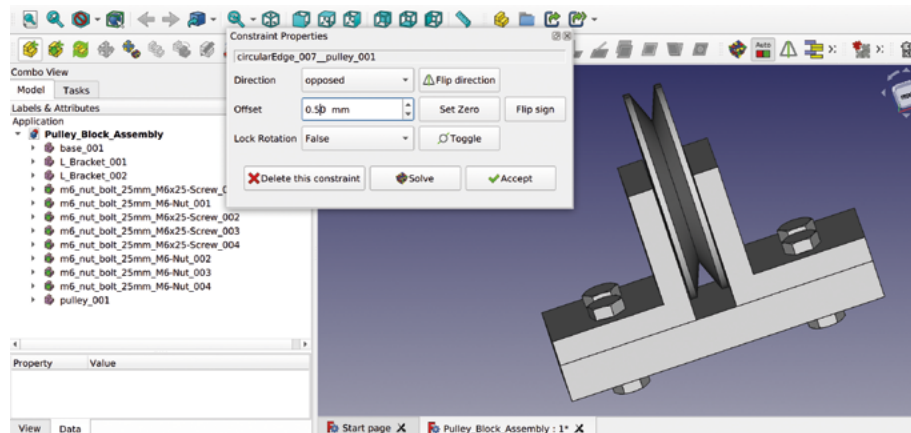 Constraint Properties
circularEdge_007__pulley_001
Direction opposed Flip direction
Offset 0.50 mm Set Zero Flip sign
Lock Rotation False Toggle
Delete this constraint Solve Accept
Auto
Combo View
Model Tasks
Labels & Attributes
Application
Pulley_Block_Assembly
base_001
L_Bracket_001
L_Bracket_002
m6_nut_bolt_25mm_M6x25-Screw_0
m6_nut_bolt_25mm_M6-Nut_001
m6_nut_bolt_25mm_M6x25-Screw_002
m6_nut_bolt_25mm_M6x25-Screw_003
m6_nut_bolt_25mm_M6x25-Screw_004
m6_nut_bolt_25mm_M6-Nut_002
m6_nut_bolt_25mm_M6-Nut_003
m6_nut_bolt_25mm_M6-Nut_004
pulley_001
Property Value
View Data
Start page Pulley_Block_Assembly : 1*